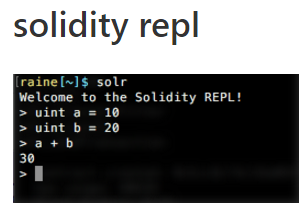 solidity repl
[raine[~]$ solr
Welcome to the Solidity REPL!
> uint a = 10
> uint b = 20
> a + b
30
>